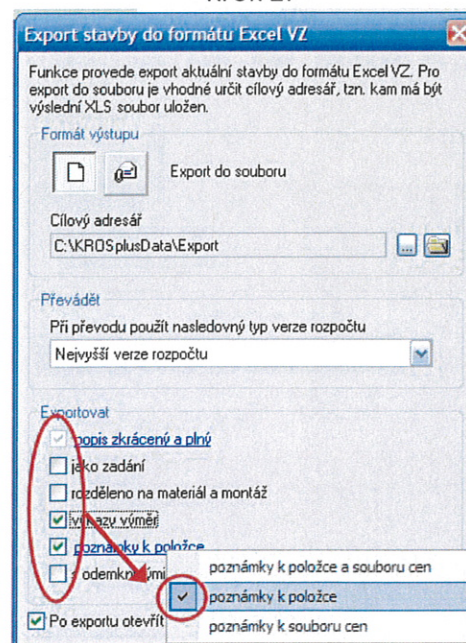 Export stavby do formátu Excel VZ
Funkce provede export aktuální stavby do formátu Excel VZ. Pro
export do souboru je vhodné určit cílový adresář, tzn. kam má být
výslední XLS soubor uložen.
Formát výstupu
Export do souboru
Cílový adresář
C:\KROSplusData\Export
...
Převádět
Při převodu použít nasledovný typ verze rozpočtu
Nejvyšší verze rozpočtu
Exportovat
popis zkrácený a plný
jako zadání
rozděleno na materiál a montáž
výkazy výměr
poznámky k položce
s odemknutými
poznámky k položce a souboru cen
poznámky k položce
Po exportu otevřít
poznámky k souboru cen